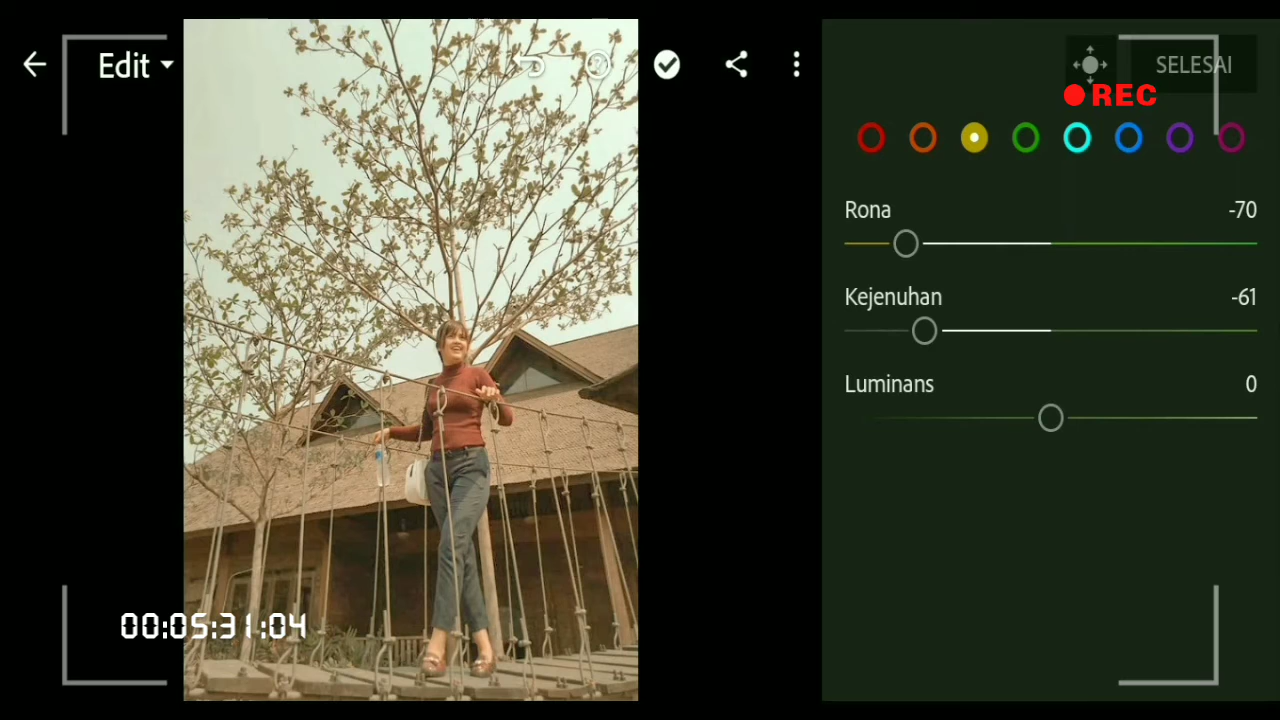 Edit
SELESAI
REC
Rona -70
Kejenuhan -61
Luminans 0
00:05:31:04